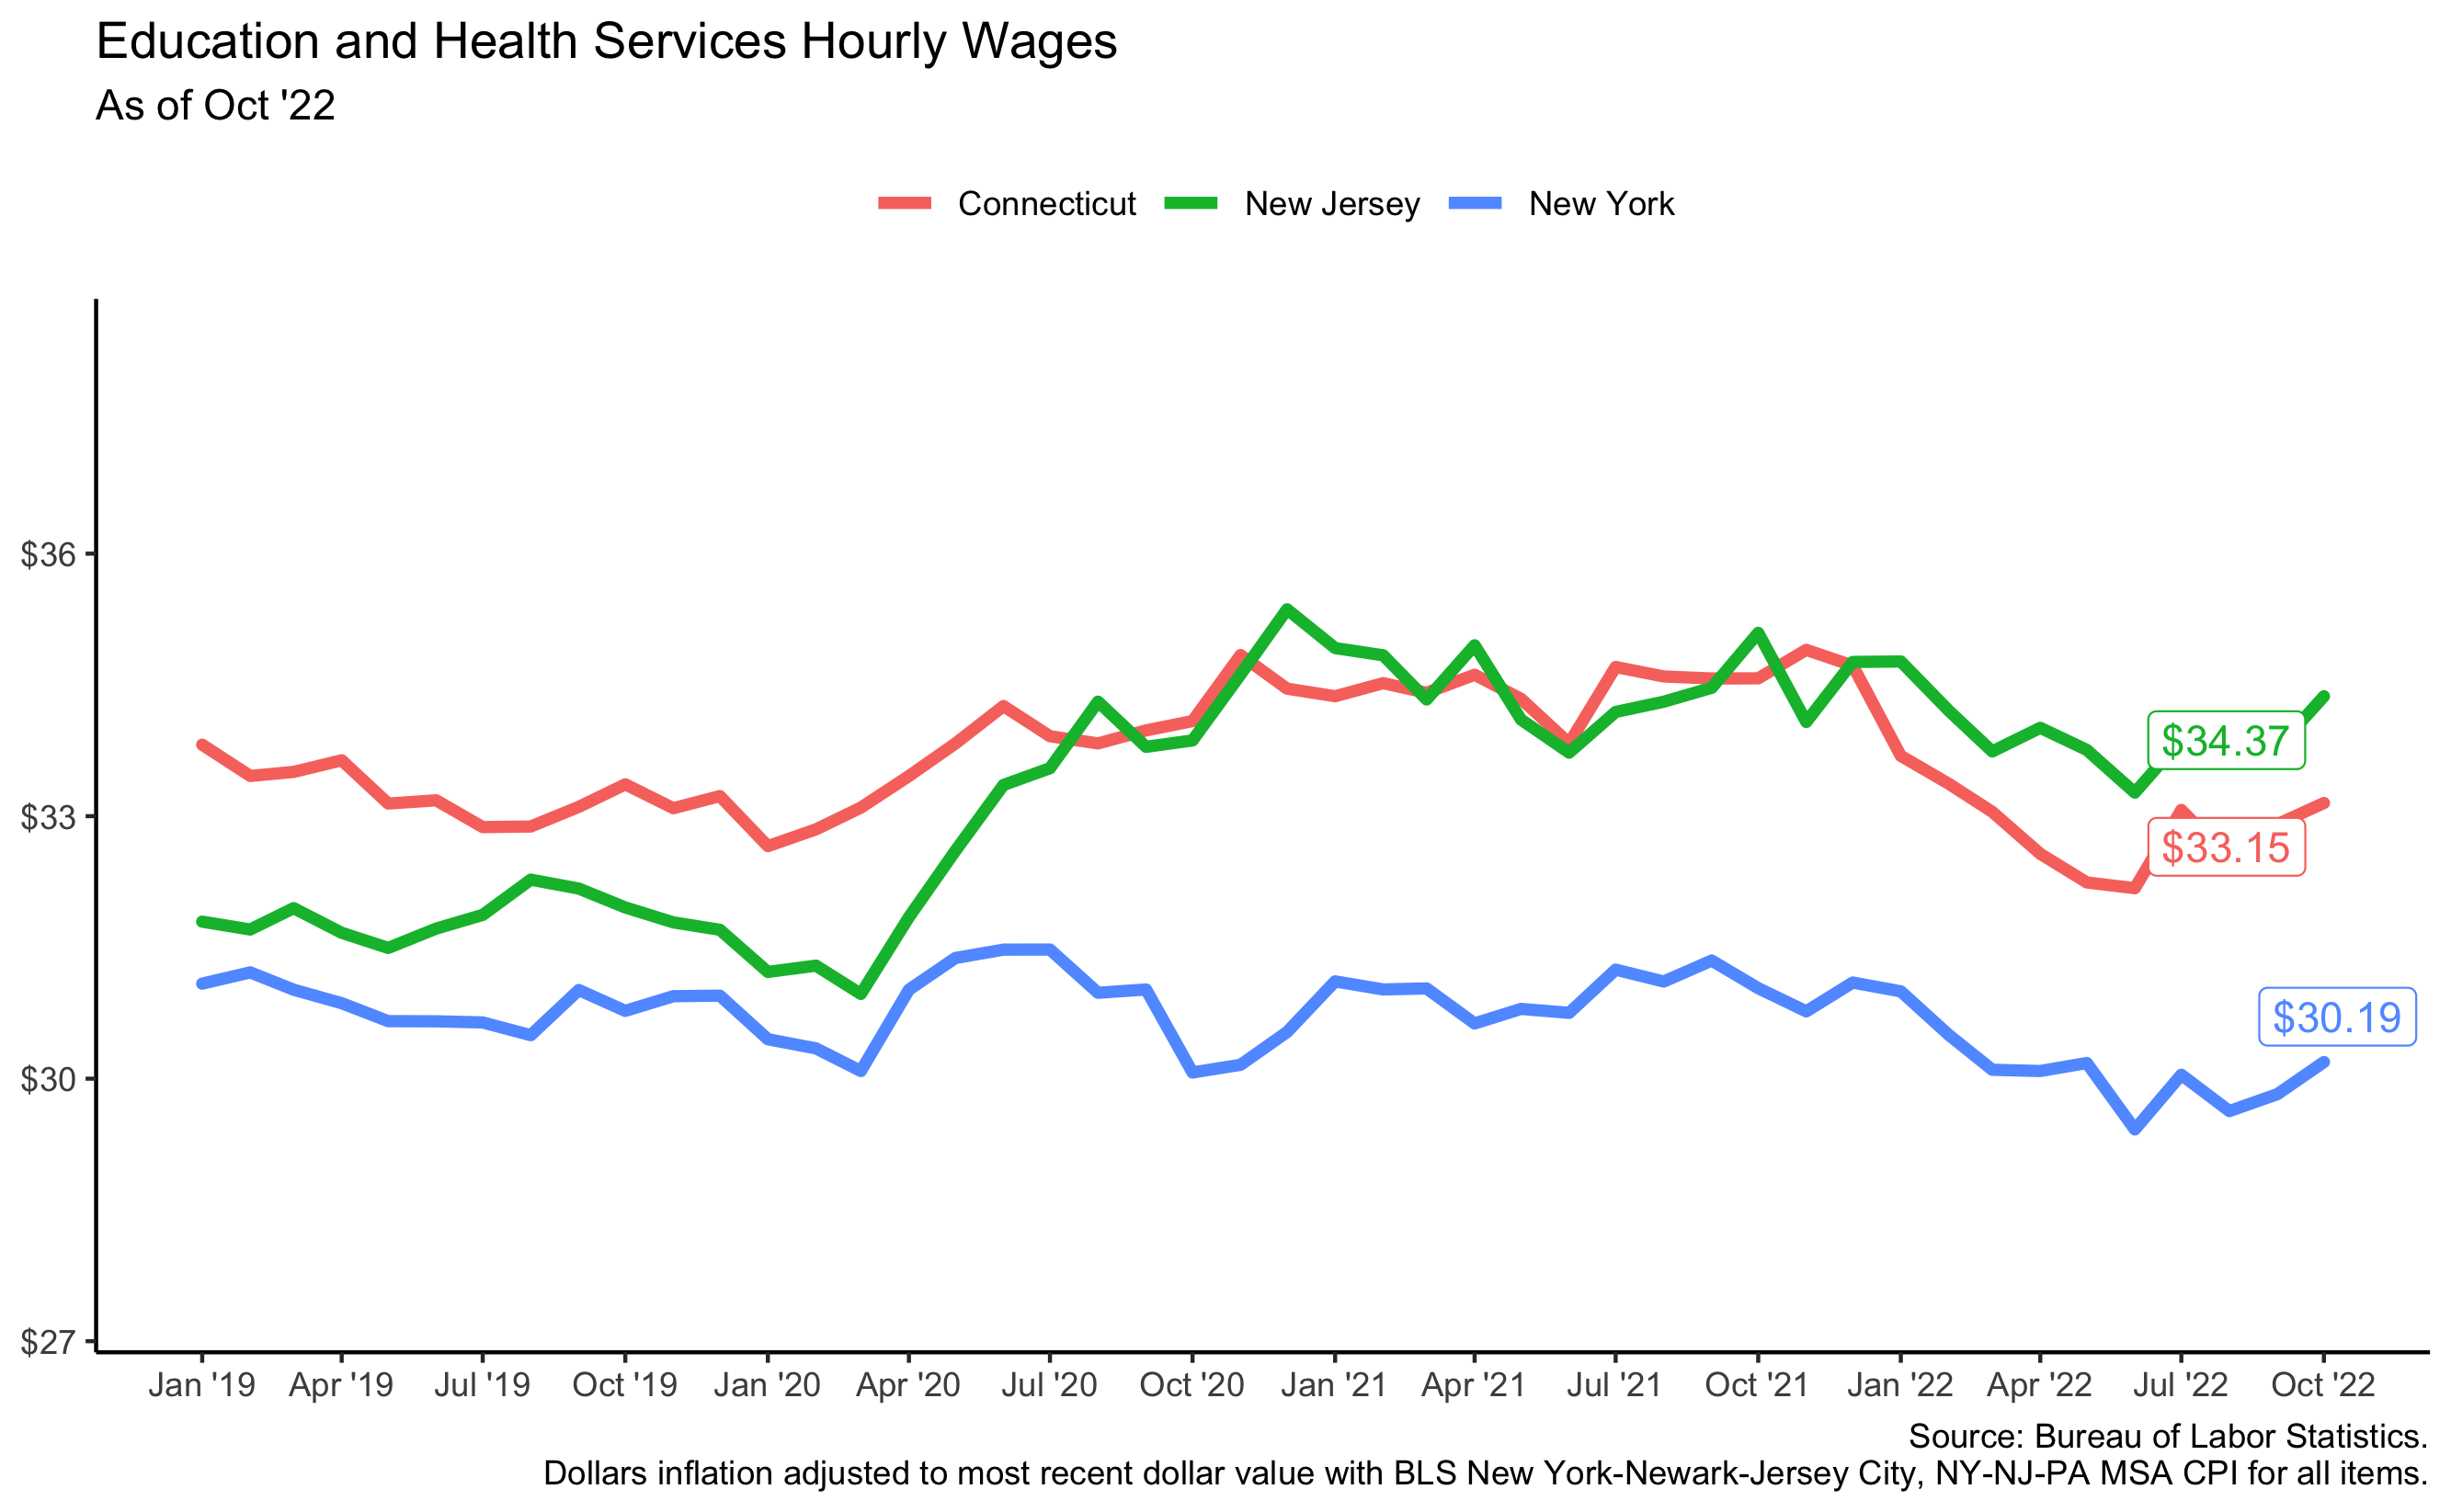 Education and Health Services Hourly Wages
As of Oct '22
Connecticut New Jersey New York
$36
$33
$30
$27
$34.37
$33.15
$30.19
Jan '19 Apr '19 Jul '19 Oct '19 Jan '20 Apr '20 Jul '20 Oct '20 Jan '21 Apr '21 Jul '21 Oct '21 Jan '22 Apr '22 Jul '22 Oct '22
Source: Bureau of Labor Statistics.
Dollars inflation adjusted to most recent dollar value with BLS New York-Newark-Jersey City, NY-NJ-PA MSA CPI for all items.